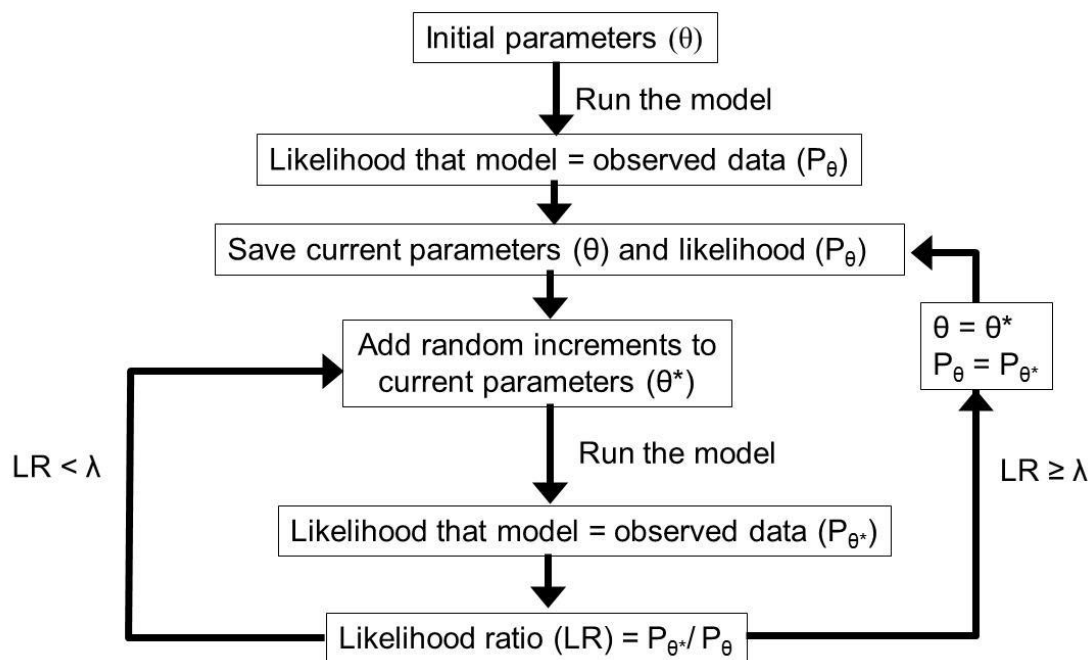 Initial parameters (θ)
Run the model
Likelihood that model = observed data (Pθ)
Save current parameters (θ) and likelihood (Pθ)
θ = θ*
Pθ = Pθ*
Add random increments to
current parameters (θ*)
LR < λ
Run the model
LR ≥ λ
Likelihood that model = observed data (Pθ*)
Likelihood ratio (LR) = Pθ*/ Pθ